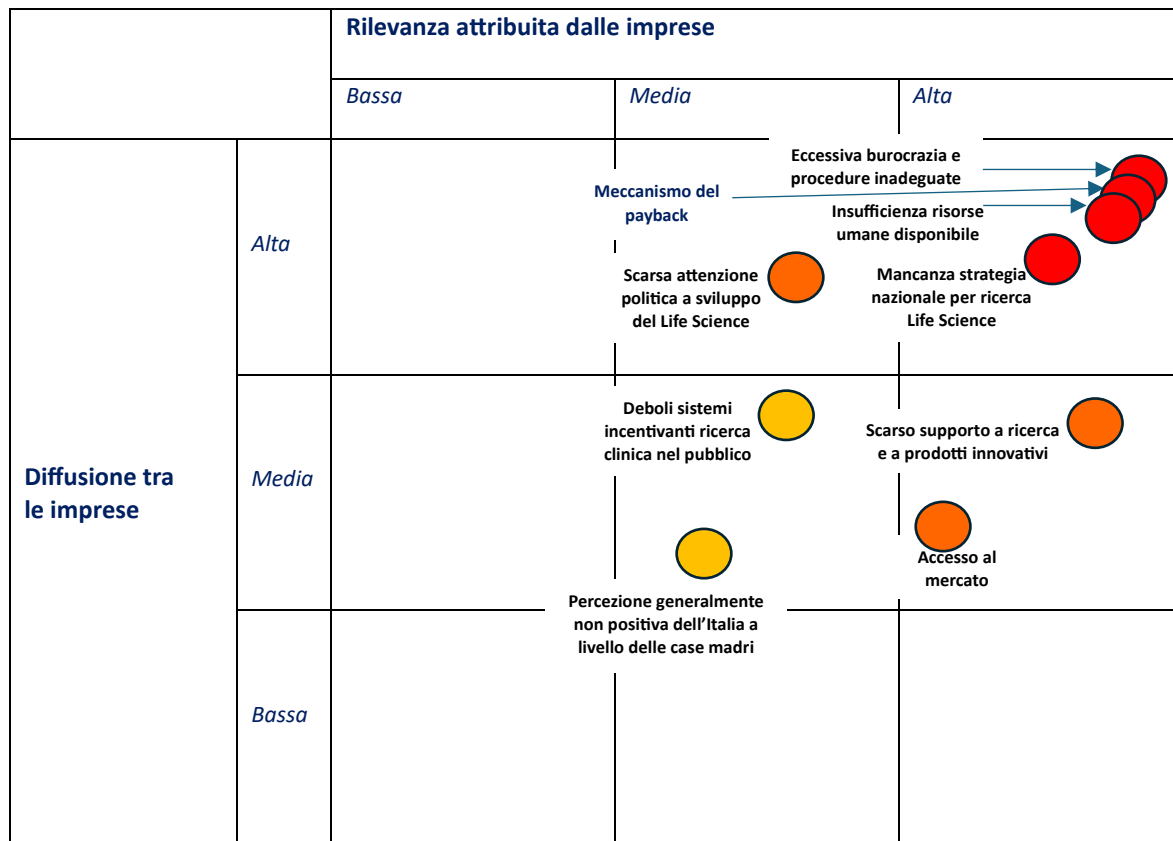 Rilevanza attribuita dalle imprese
Bassa
Media
Alta
Diffusione tra
le imprese
Alta
Eccessiva burocrazia e
procedure inadeguate
Meccanismo del
payback
Insufficienza risorse
umane disponibile
Scarsa attenzione
politica a sviluppo
del Life Science
Mancanza strategia
nazionale per ricerca
Life Science
Media
Deboli sistemi
incentivanti ricerca
clinica nel pubblico
Scarso supporto a ricerca
e a prodotti innovativi
Accesso al
mercato
Percezione generalmente
non positiva dell’Italia a
livello delle case madri
Bassa